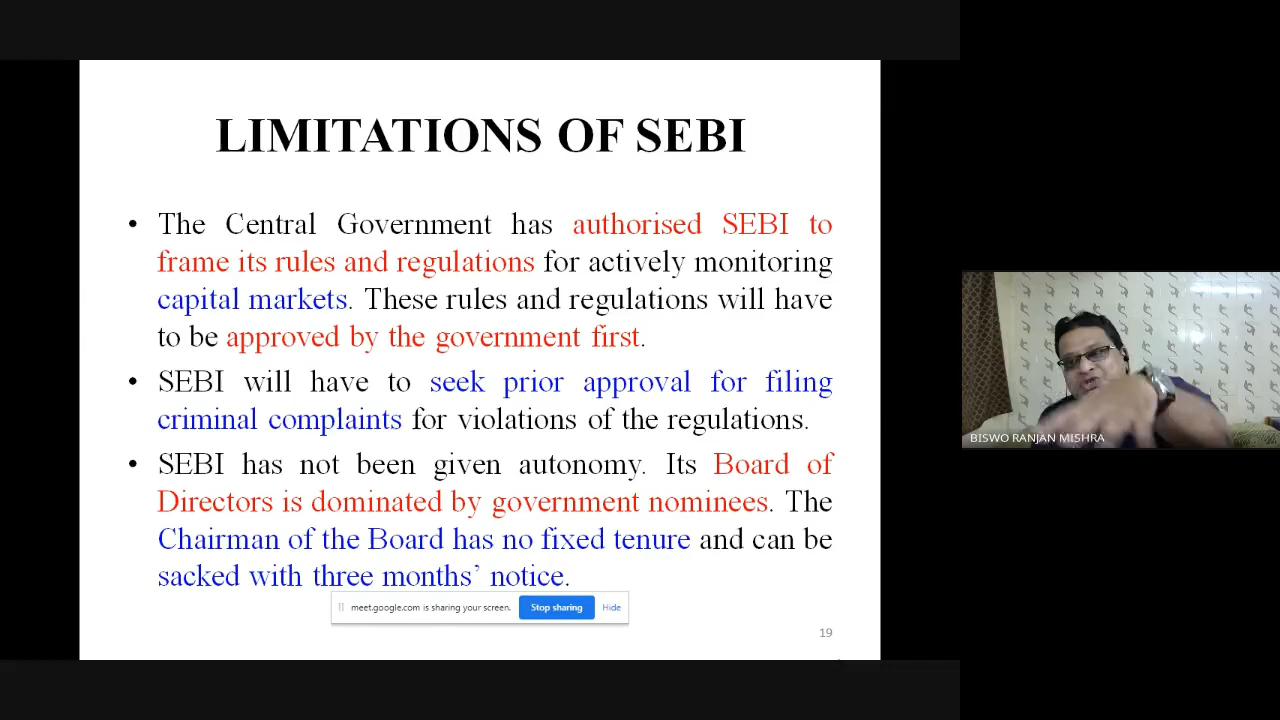 LIMITATIONS OF SEBI
• The Central Government has authorised SEBI to
frame its rules and regulations for actively monitoring
capital markets. These rules and regulations will have
to be approved by the government first.
• SEBI will have to seek prior approval for filing
criminal complaints for violations of the regulations.
• SEBI has not been given autonomy. Its Board of
Directors is dominated by government nominees. The
Chairman of the Board has no fixed tenure and can be
sacked with three months’ notice.
meet.google.com is sharing your screen. Stop sharing Hide
19
BISWO RANJAN MISHRA